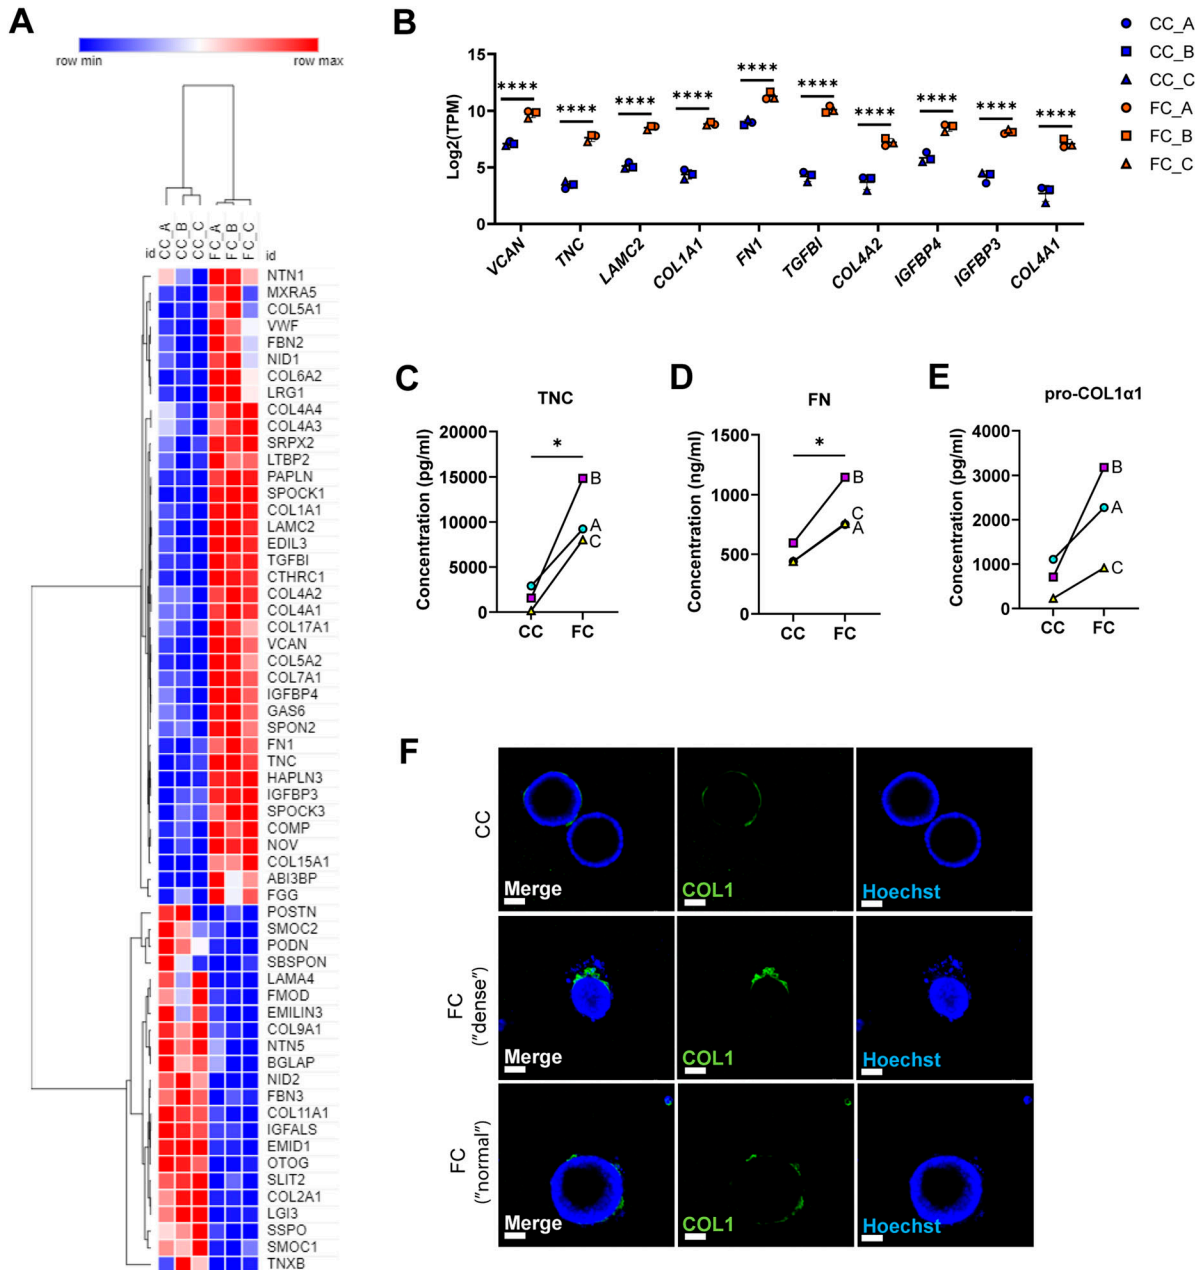 A
row min
row max
CC_A
CC_B
CC_C
FC_A
FC_B
FC_C
id
id
NTN1
MXRA5
COL5A1
VWF
FBN2
NID1
COL6A2
LRG1
COL4A4
COL4A3
SRPX2
LTBP2
PAPLN
SPOCK1
COL1A1
LAMC2
EDIL3
TGFBI
CTHRC1
COL4A2
COL4A1
COL17A1
VCAN
COL5A2
COL7A1
IGFBP4
GAS6
SPON2
FN1
TNC
HAPLN3
IGFBP3
SPOCK3
COMP
NOV
COL15A1
ABI3BP
FGG
POSTN
SMOC2
PODN
SBSPON
LAMA4
FMOD
EMILIN3
COL9A1
NTN5
BGLAP
NID2
FBN3
COL11A1
IGFALS
EMID1
OTOG
SLIT2
COL2A1
LGI3
SSPO
SMOC1
TNXB
B
Log2(TPM)
15
10
5
0
**** **** **** **** **** **** **** **** **** ****
VCAN
TNC
LAMC2
COL1A1
FN1
TGFBI
COL4A2
IGFBP4
IGFBP3
COL4A1
CC_A
CC_B
CC_C
FC_A
FC_B
FC_C
C
TNC
Concentration (pg/ml)
20000
15000
10000
5000
0
*
B
A
C
CC FC
D
FN
Concentration (ng/ml)
1500
1000
500
0
*
B
C
A
CC FC
E
pro-COL1α1
Concentration (pg/ml)
4000
3000
2000
1000
0
B
A
C
CC FC
F
CC
Merge
COL1
Hoechst
FC
("dense")
Merge
COL1
Hoechst
FC
("normal")
Merge
COL1
Hoechst